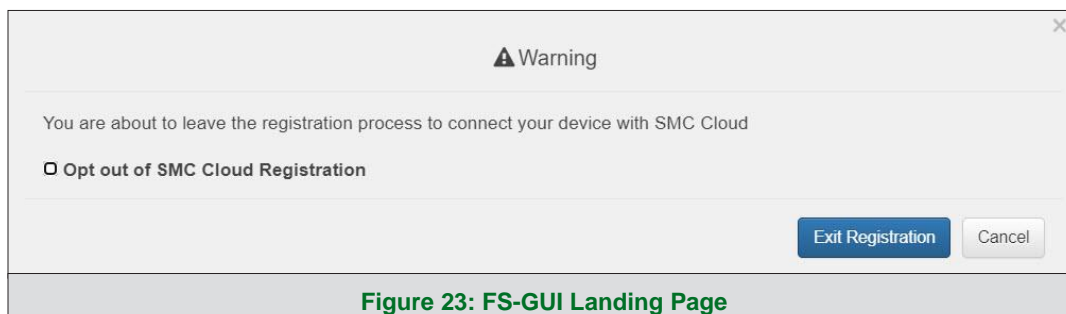 Warning
You are about to leave the registration process to connect your device with SMC Cloud
Opt out of SMC Cloud Registration
Exit Registration
Cancel
Figure 23: FS-GUI Landing Page